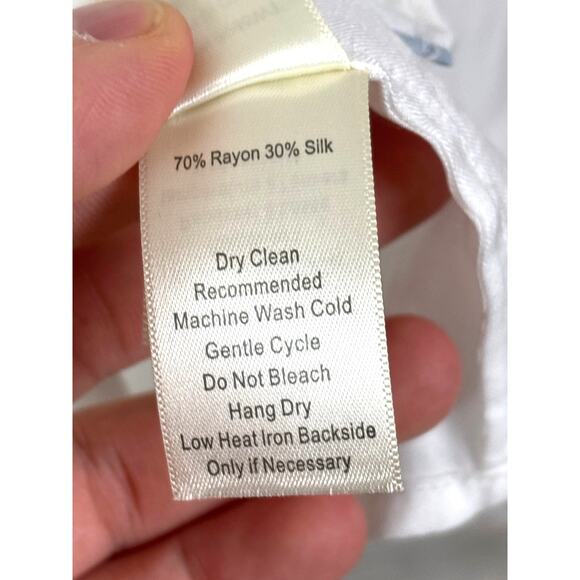 70% Rayon 30% Silk
Dry Clean
Recommended
Machine Wash Cold
Gentle Cycle
Do Not Bleach
Hang Dry
Low Heat Iron Backside
Only if Necessary